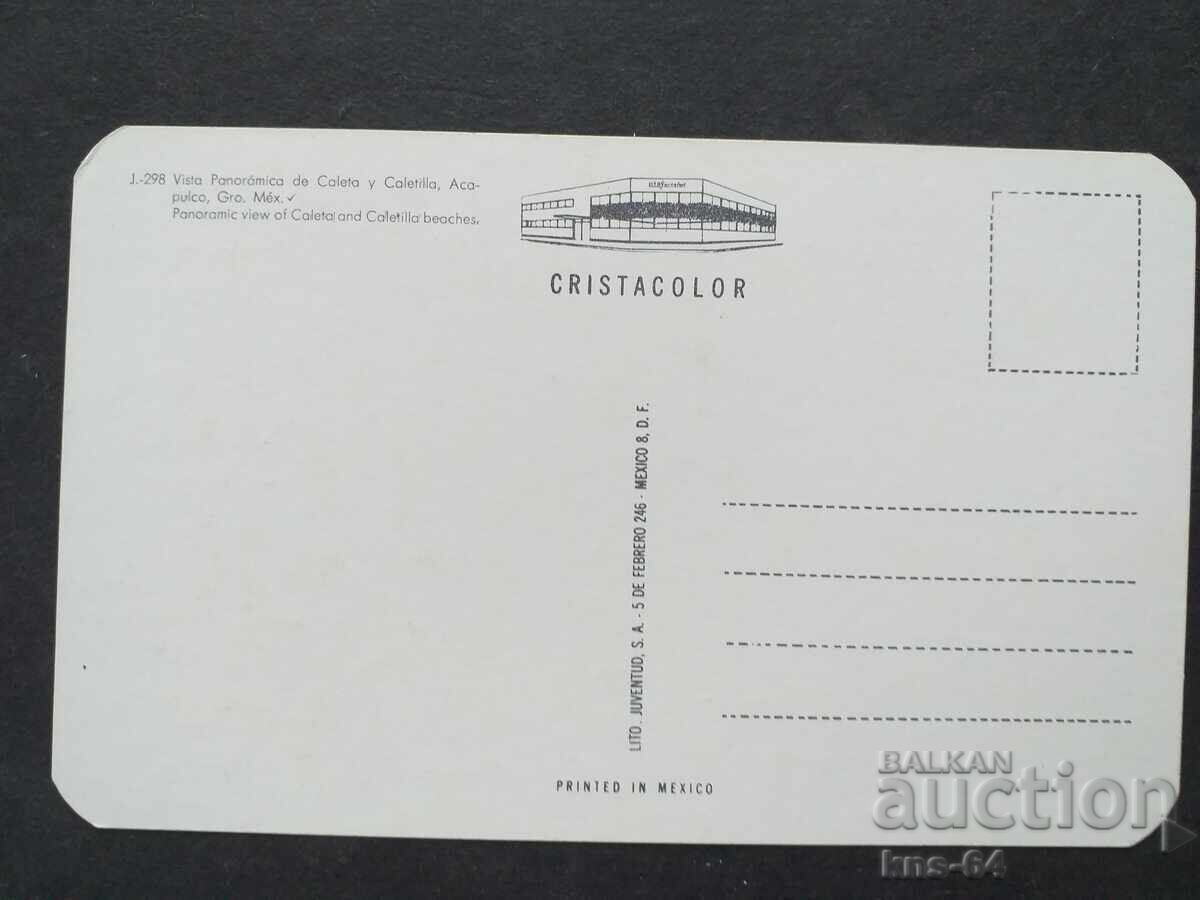 J.-298 Vista Panorámica de Caleta y Caletilla, Aca-
pulco, Gro. Méx.
Panoramic view of Caleta and Caletilla beaches.
CRISTACOLOR
LITO. JUVENTUD, S. A. - 5 DE FEBRERO 246 - MEXICO 8, D. F.
PRINTED IN MEXICO
BALKAN
auction
kns-64